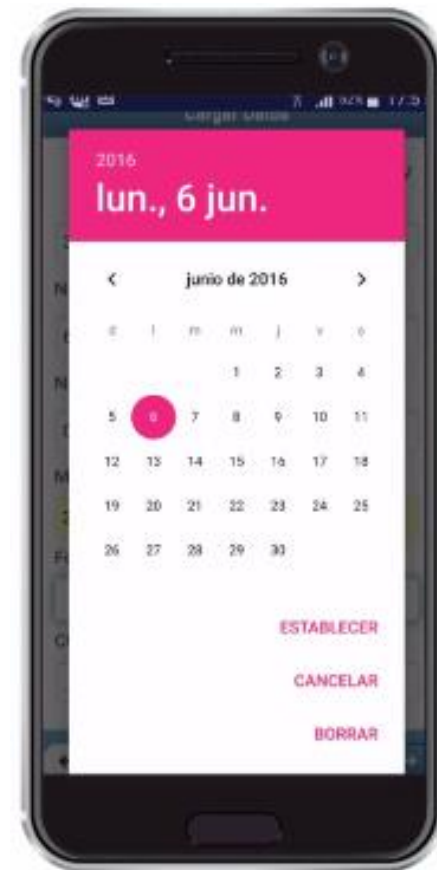 Cargar Datos
2016
lun., 6 jun.
junio de 2016
d l m m j v s
1 2 3 4
5 6 7 8 9 10 11
12 13 14 15 16 17 18
19 20 21 22 23 24 25
26 27 28 29 30
ESTABLECER
CANCELAR
BORRAR